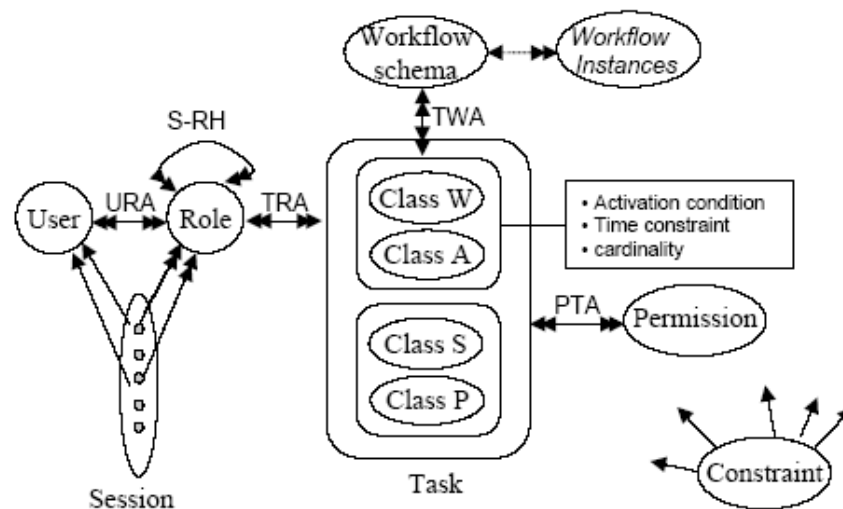 Workflow
schema
Workflow
Instances
TWA
S-RH
URA
TRA
User
Role
Class W
Class A
• Activation condition
• Time constraint
• cardinality
PTA
Permission
Class S
Class P
Task
Session
Constraint